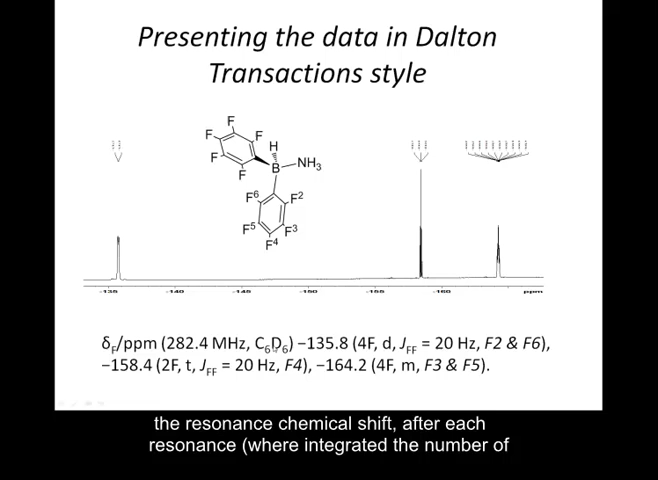 Presenting the data in Dalton
Transactions style
F
F
F
F
F
H
B
NH3
F6
F2
F5
F3
F4
-135
-140
-145
-150
-155
-160
ppm
δF/ppm (282.4 MHz, C6D6) −135.8 (4F, d, JFF = 20 Hz, F2 & F6),
−158.4 (2F, t, JFF = 20 Hz, F4), −164.2 (4F, m, F3 & F5).
the resonance chemical shift, after each
resonance (where integrated the number of